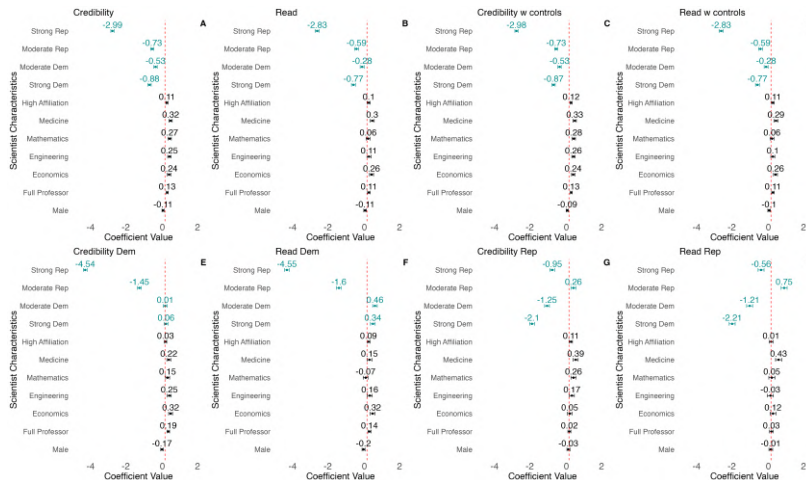 Credibility
A
Read
B
Credibility w controls
C
Read w controls
Scientist Characteristics
Strong Rep -2.99
Moderate Rep -0.73
Moderate Dem -0.53
Strong Dem -0.88
High Affiliation 0.11
Medicine 0.32
Mathematics 0.27
Engineering 0.25
Economics 0.24
Full Professor 0.13
Male -0.11
-4 -2 0 2
Coefficient Value
Scientist Characteristics
Strong Rep -2.83
Moderate Rep -0.59
Moderate Dem -0.28
Strong Dem -0.77
High Affiliation 0.1
Medicine 0.3
Mathematics 0.06
Engineering 0.11
Economics 0.26
Full Professor 0.11
Male -0.11
-4 -2 0 2
Coefficient Value
Scientist Characteristics
Strong Rep -2.98
Moderate Rep -0.73
Moderate Dem -0.53
Strong Dem -0.87
High Affiliation 0.12
Medicine 0.33
Mathematics 0.28
Engineering 0.26
Economics 0.24
Full Professor 0.13
Male -0.09
-4 -2 0 2
Coefficient Value
Scientist Characteristics
Strong Rep -2.83
Moderate Rep -0.59
Moderate Dem -0.28
Strong Dem -0.77
High Affiliation 0.11
Medicine 0.29
Mathematics 0.06
Engineering 0.1
Economics 0.26
Full Professor 0.11
Male -0.1
-4 -2 0 2
Coefficient Value
Credibility Dem
E
Read Dem
F
Credibility Rep
G
Read Rep
Scientist Characteristics
Strong Rep -4.54
Moderate Rep -1.45
Moderate Dem 0.01
Strong Dem 0.06
High Affiliation 0.03
Medicine 0.22
Mathematics 0.15
Engineering 0.25
Economics 0.32
Full Professor 0.19
Male -0.17
-4 -2 0 2
Coefficient Value
Scientist Characteristics
Strong Rep -4.55
Moderate Rep -1.6
Moderate Dem 0.46
Strong Dem 0.34
High Affiliation 0.09
Medicine 0.15
Mathematics -0.07
Engineering 0.16
Economics 0.32
Full Professor 0.14
Male -0.2
-4 -2 0 2
Coefficient Value
Scientist Characteristics
Strong Rep -0.95
Moderate Rep 0.26
Moderate Dem -1.25
Strong Dem -2.1
High Affiliation 0.11
Medicine 0.39
Mathematics 0.26
Engineering 0.17
Economics 0.05
Full Professor 0.02
Male -0.03
-4 -2 0 2
Coefficient Value
Scientist Characteristics
Strong Rep -0.56
Moderate Rep 0.75
Moderate Dem -1.21
Strong Dem -2.21
High Affiliation 0.01
Medicine 0.43
Mathematics 0.05
Engineering -0.03
Economics 0.12
Full Professor 0.03
Male -0.01
-4 -2 0 2
Coefficient Value